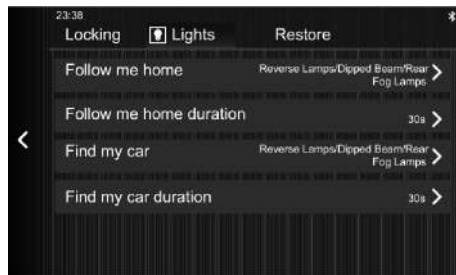 23:38
Locking Lights Restore
Follow me home
Reverse Lamps/Dipped Beam/Rear
Fog Lamps
Follow me home duration
30s
Find my car
Reverse Lamps/Dipped Beam/Rear
Fog Lamps
Find my car duration
30s